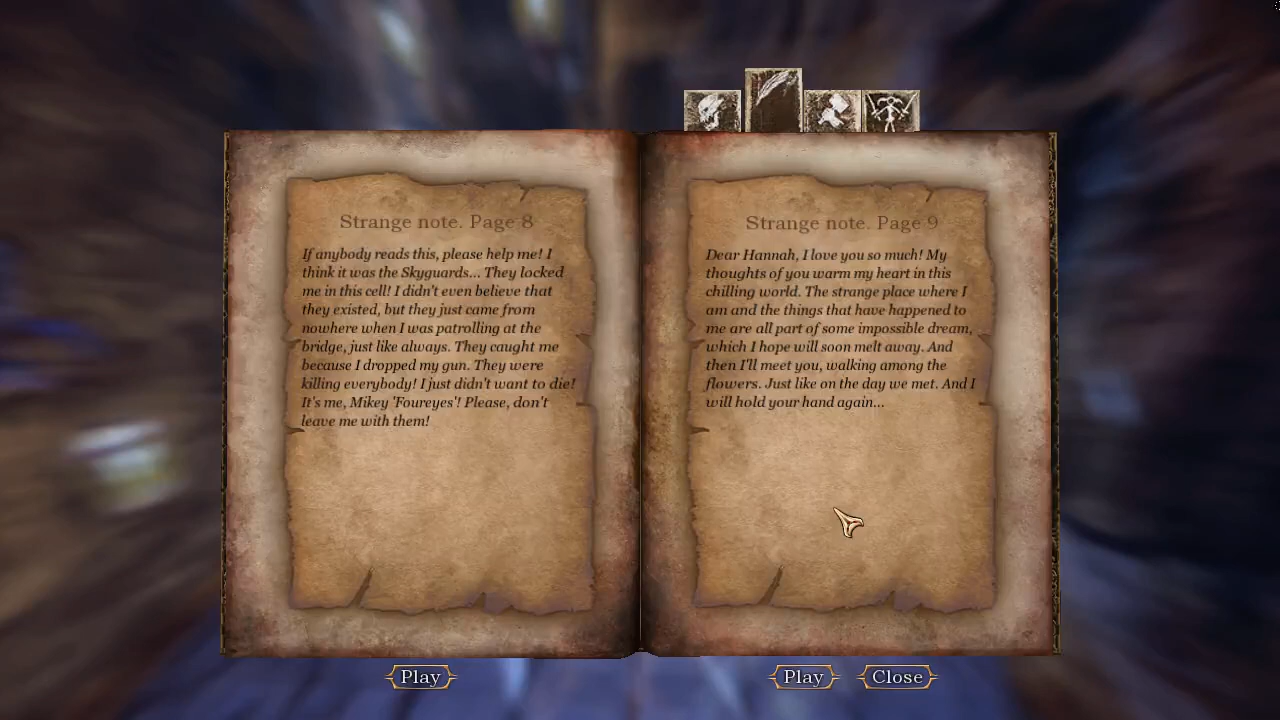 Strange note. Page 8
If anybody reads this, please help me! I
think it was the Skyguards... They locked
me in this cell! I didn't even believe that
they existed, but they just came from
nowhere when I was patrolling at the
bridge, just like always. They caught me
because I dropped my gun. They were
killing everybody! I just didn't want to die!
It's me, Mikey 'Foureyes'! Please, don't
leave me with them!
Strange note. Page 9
Dear Hannah, I love you so much! My
thoughts of you warm my heart in this
chilling world. The strange place where I
am and the things that have happened to
me are all part of some impossible dream,
which I hope will soon melt away. And
then I'll meet you, walking among the
flowers. Just like on the day we met. And I
will hold your hand again...
Play
Play
Close